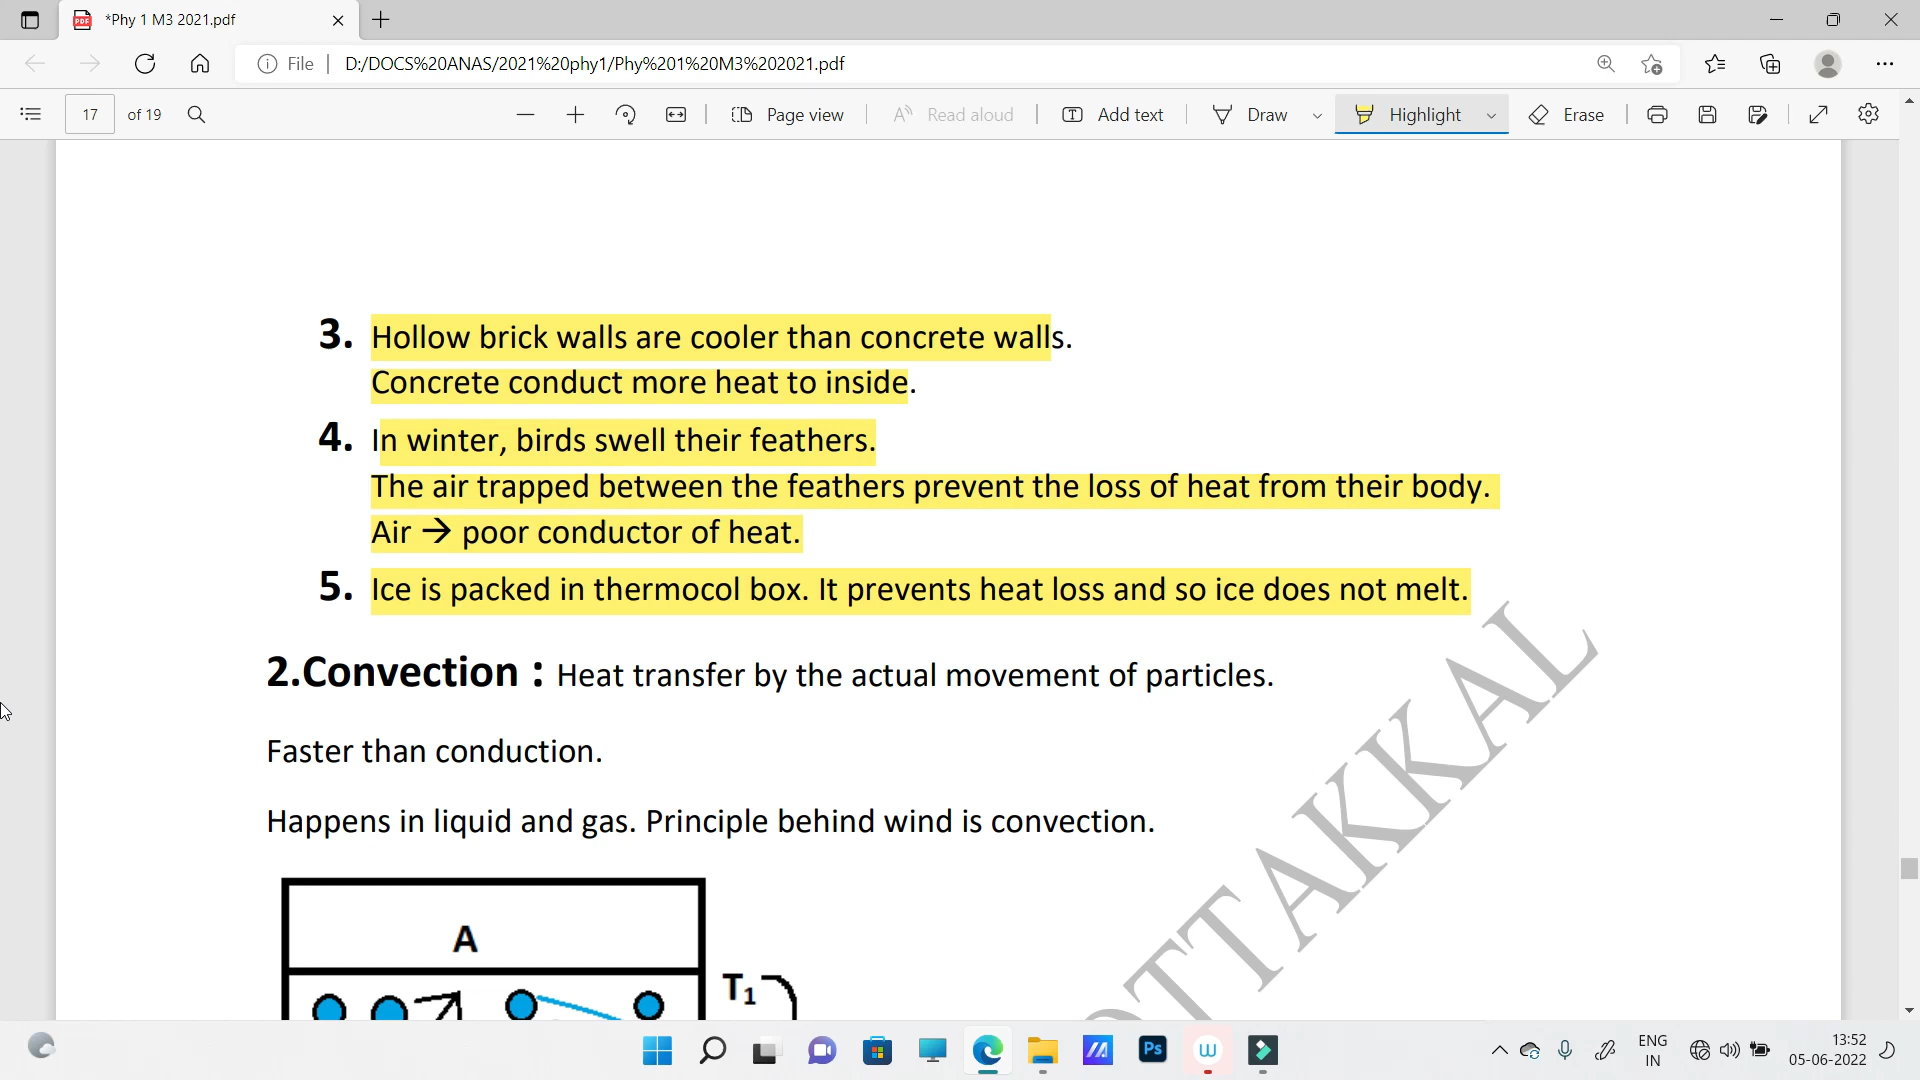 *Phy 1 M3 2021.pdf
File
D:/DOCS%20ANAS/2021%20phy1/Phy%201%20M3%202021.pdf
17 of 19
Page view
Read aloud
Add text
Draw
Highlight
Erase
3. Hollow brick walls are cooler than concrete walls.
Concrete conduct more heat to inside.
4. In winter, birds swell their feathers.
The air trapped between the feathers prevent the loss of heat from their body.
Air → poor conductor of heat.
5. Ice is packed in thermocol box. It prevents heat loss and so ice does not melt.
2.Convection : Heat transfer by the actual movement of particles.
Faster than conduction.
Happens in liquid and gas. Principle behind wind is convection.
A
T1
OTTAKKAL
Ps
ENG
IN
13:52
05-06-2022